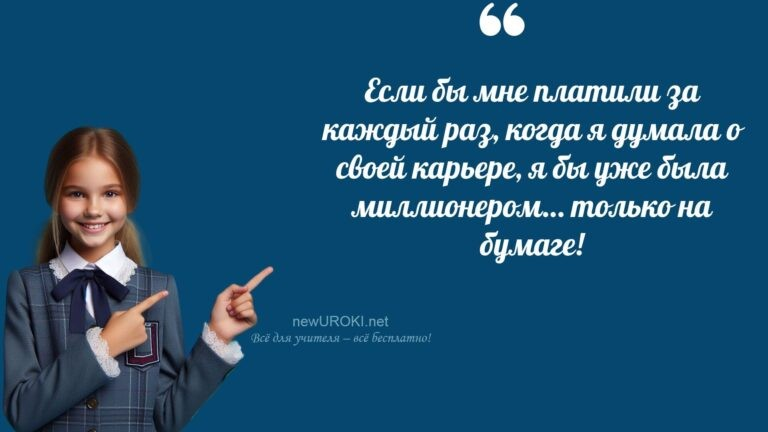 “
Если бы мне платили за
каждый раз, когда я думала о
своей карьере, я бы уже была
миллионером... только на
бумаге!
newUROKI.net
Всё для учителя – всё бесплатно!